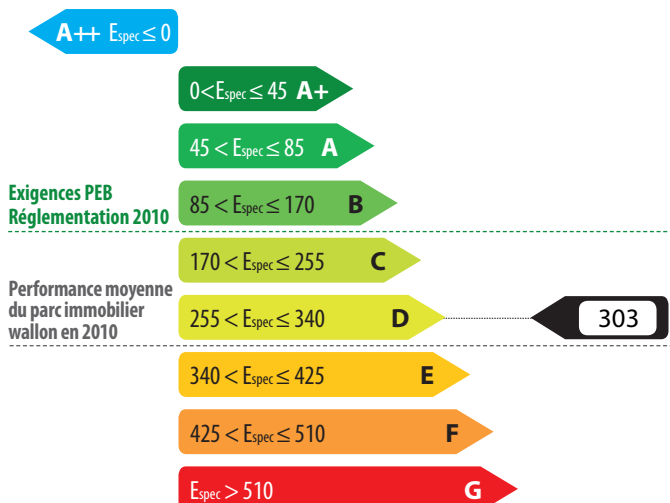 A++ Espec ≤ 0
0<Espec ≤ 45 A+
45 < Espec ≤ 85 A
Exigences PEB
Réglementation 2010
85 < Espec ≤ 170 B
170 < Espec ≤ 255 C
Performance moyenne
du parc immobilier
wallon en 2010
255 < Espec ≤ 340 D
303
340 < Espec ≤ 425 E
425 < Espec ≤ 510 F
Espec > 510 G